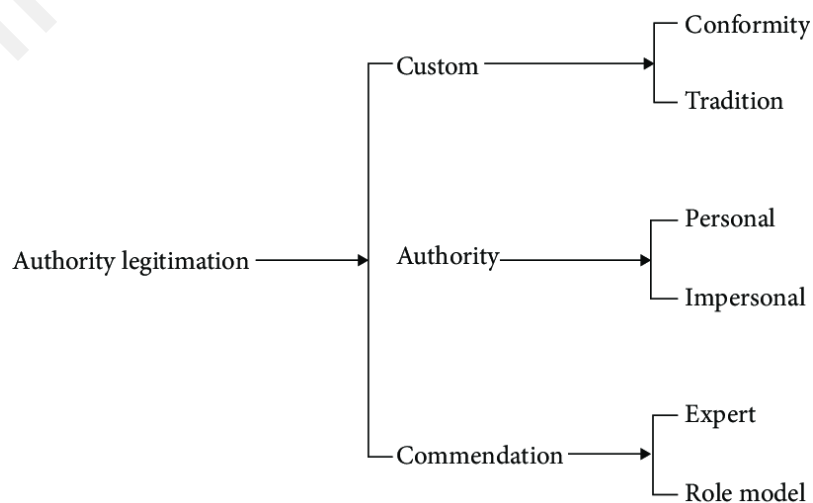 Conformity
Custom
Tradition
Personal
Authority legitimation
Authority
Impersonal
Expert
Commendation
Role model